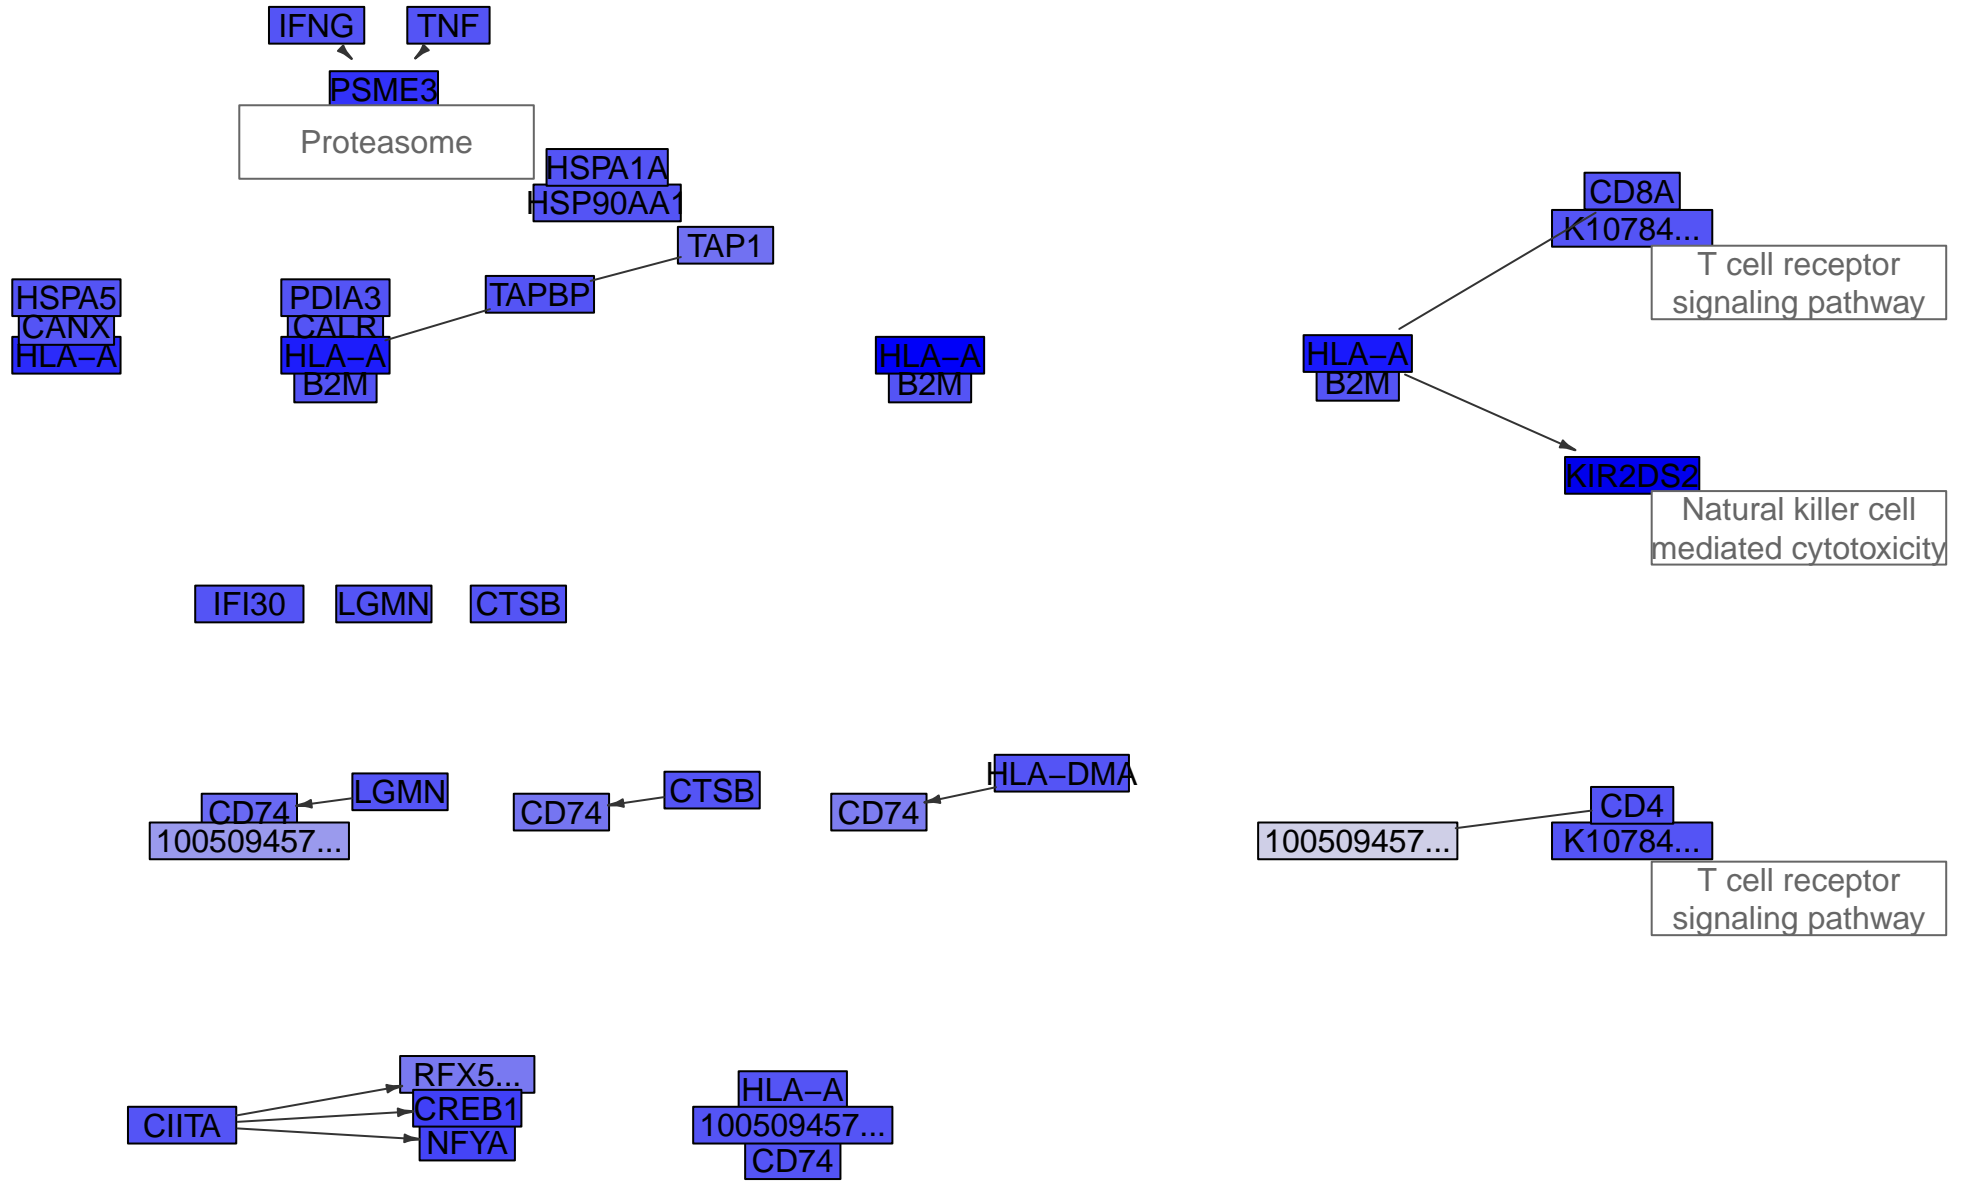 IFNG
TNF
PSME3
Proteasome
HSPA1A
HSP90AA1
CD8A
K10784...
TAP1
T cell receptor
signaling pathway
HSPA5
PDIA3
TAPBP
CANX
CALR
HLA−A
HLA−A
HLA−A
HLA−A
B2M
B2M
B2M
KIR2DS2
Natural killer cell
mediated cytotoxicity
IFI30
LGMN
CTSB
HLA−DMA
LGMN
CTSB
CD74
CD74
CD74
CD4
100509457...
100509457...
K10784...
T cell receptor
signaling pathway
RFX5...
HLA−A
CREB1
CIITA
100509457...
NFYA
CD74